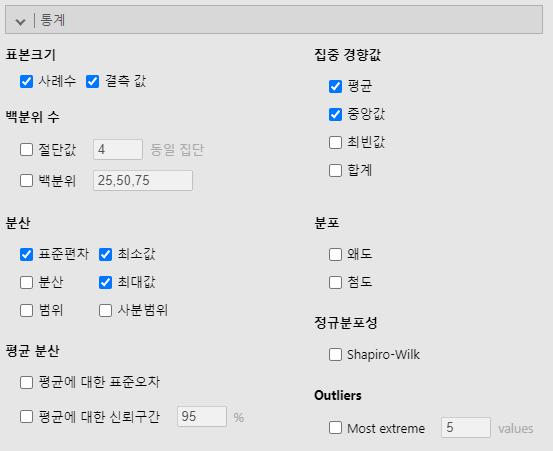 통계
표본크기
사례수 결측 값
백분위 수
절단값 4 동일 집단
백분위 25,50,75
분산
표준편차 최소값
분산 최대값
범위 사분범위
평균 분산
평균에 대한 표준오차
평균에 대한 신뢰구간 95 %
집중 경향값
평균
중앙값
최빈값
합계
분포
왜도
첨도
정규분포성
Shapiro-Wilk
Outliers
Most extreme 5 values